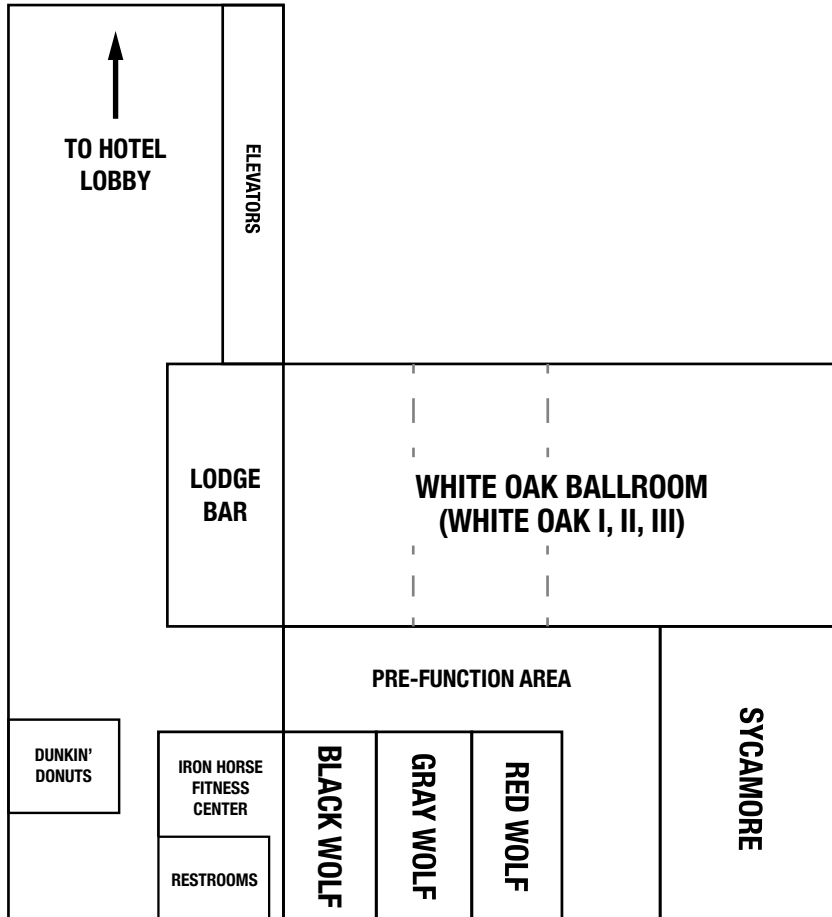 TO HOTEL
LOBBY
ELEVATORS
LODGE
BAR
WHITE OAK BALLROOM
(WHITE OAK I, II, III)
PRE-FUNCTION AREA
DUNKIN’
DONUTS
IRON HORSE
FITNESS
CENTER
RESTROOMS
BLACK WOLF
GRAY WOLF
RED WOLF
SYCAMORE